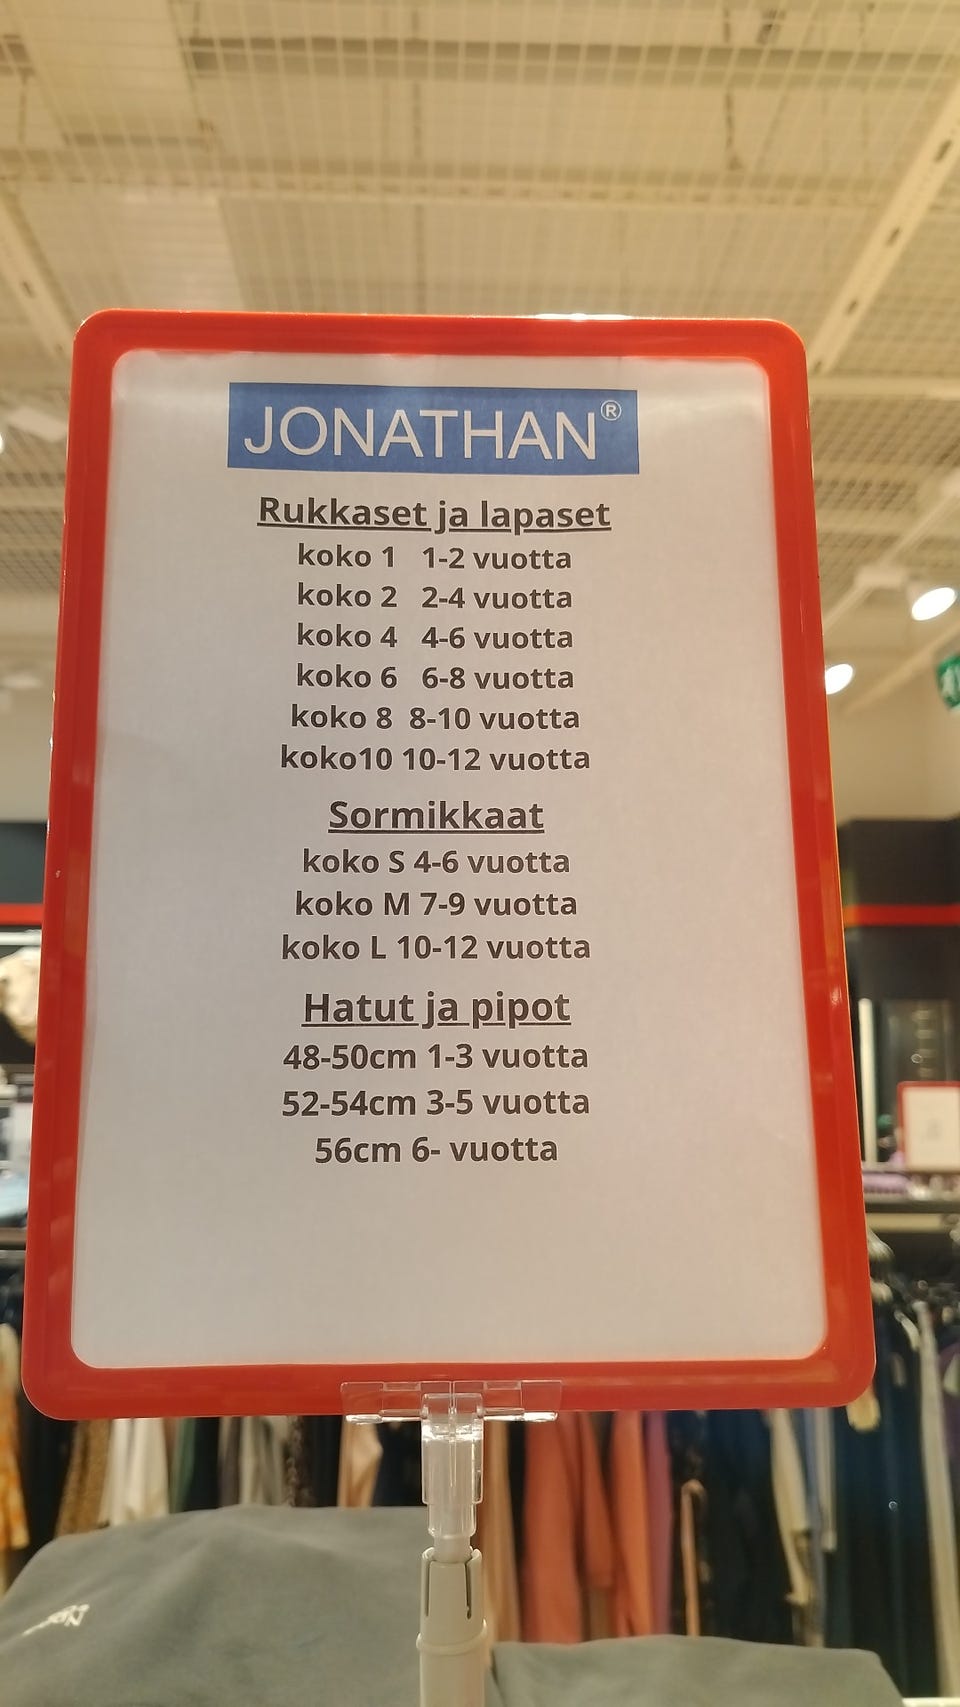 JONATHAN®
Rukkaset ja lapaset
koko 1 1-2 vuotta
koko 2 2-4 vuotta
koko 4 4-6 vuotta
koko 6 6-8 vuotta
koko 8 8-10 vuotta
koko10 10-12 vuotta
Sormikkaat
koko S 4-6 vuotta
koko M 7-9 vuotta
koko L 10-12 vuotta
Hatut ja pipot
48-50cm 1-3 vuotta
52-54cm 3-5 vuotta
56cm 6- vuotta